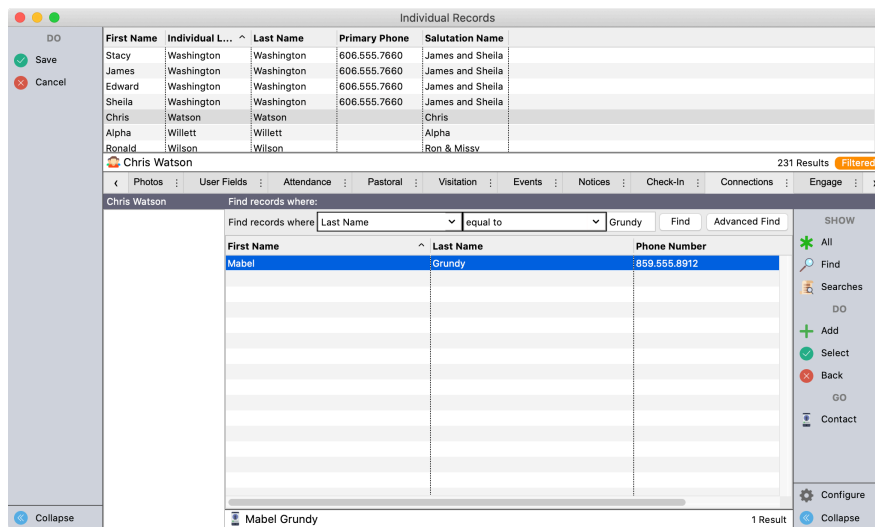 Individual Records
DO
Save
Cancel
First Name Individual L... ^ Last Name Primary Phone Salutation Name
Stacy Washington Washington 606.555.7660 James and Sheila
James Washington Washington 606.555.7660 James and Sheila
Edward Washington Washington 606.555.7660 James and Sheila
Sheila Washington Washington 606.555.7660 James and Sheila
Chris Watson Watson Chris
Alpha Willett Willett Alpha
Ronald Wilson Wilson Ron & Missy
Chris Watson 231 Results Filtered
Photos User Fields Attendance Pastoral Visitation Events Notices Check-In Connections Engage
Chris Watson Find records where:
Find records where Last Name equal to Grundy Find Advanced Find
First Name ^ Last Name Phone Number
Mabel Grundy 859.555.8912
SHOW
All
Find
Searches
DO
Add
Select
Back
GO
Contact
Configure
Collapse
Collapse
Mabel Grundy 1 Result